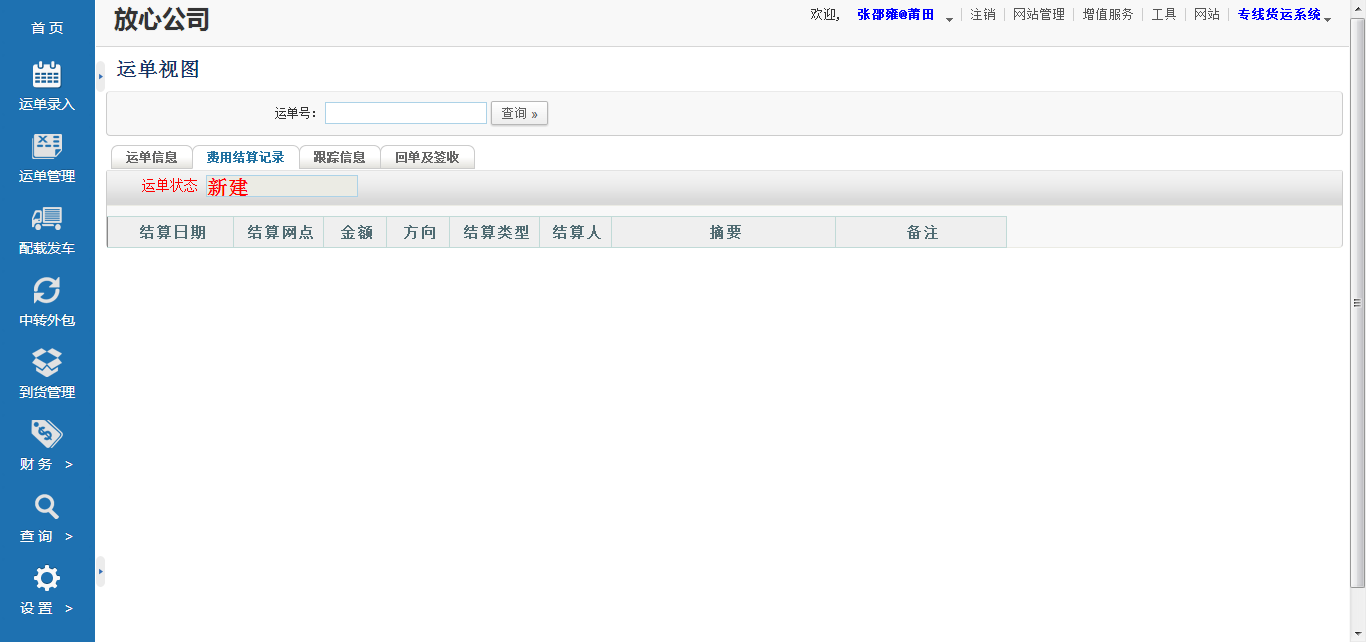 首 页
运单录入
运单管理
配载发车
中转外包
到货管理
财 务 >
查 询 >
设 置 >
放心公司
欢迎, 张邵雍@莆田 注销 网站管理 增值服务 工具 网站 专线货运系统
运单视图
运单号: 查询 »
运单信息 费用结算记录 跟踪信息 回单及签收
运单状态 新建
结算日期 结算网点 金额 方向 结算类型 结算人 摘要 备注